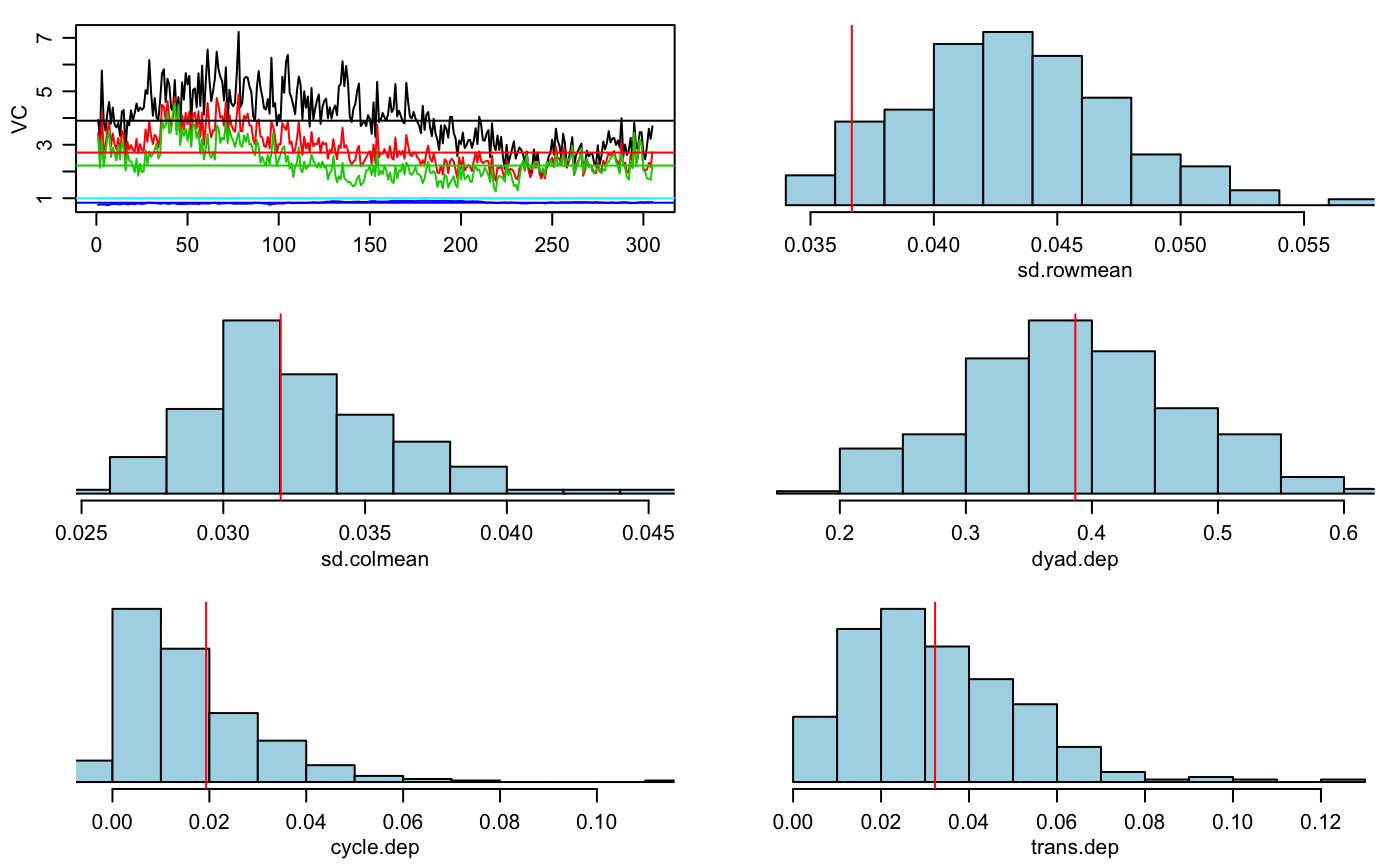 VC
7
5
3
1
0 50 100 150 200 250 300
0.035 0.040 0.045 0.050 0.055
sd.rowmean
0.025 0.030 0.035 0.040 0.045
sd.colmean
0.2 0.3 0.4 0.5 0.6
dyad.dep
0.00 0.02 0.04 0.06 0.08 0.10
cycle.dep
0.00 0.02 0.04 0.06 0.08 0.10 0.12
trans.dep